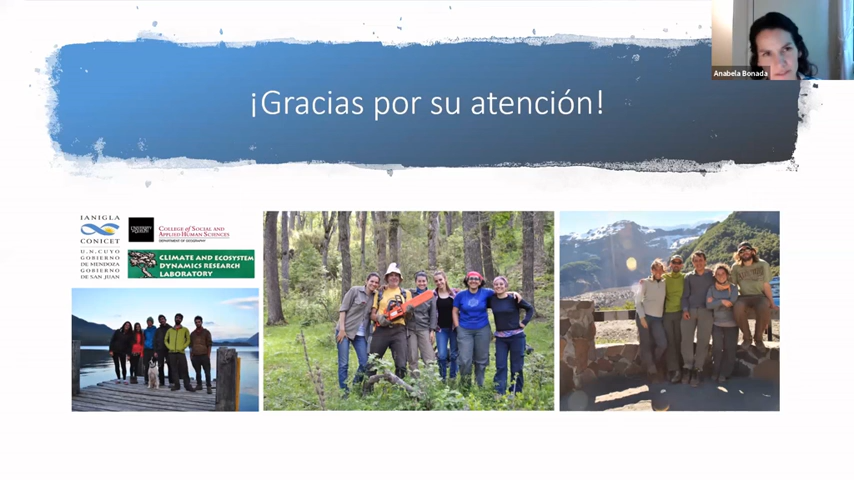 Anabela Bonada
¡Gracias por su atención!
IANIGLA
CONICET
U.N.CUYO
GOBIERNO
DE MENDOZA
GOBIERNO
DE SAN JUAN
COLLEGE of SOCIAL AND
APPLIED HUMAN SCIENCES
DEPARTMENT OF GEOGRAPHY
CLIMATE AND ECOSYSTEM
DYNAMICS RESEARCH
LABORATORY